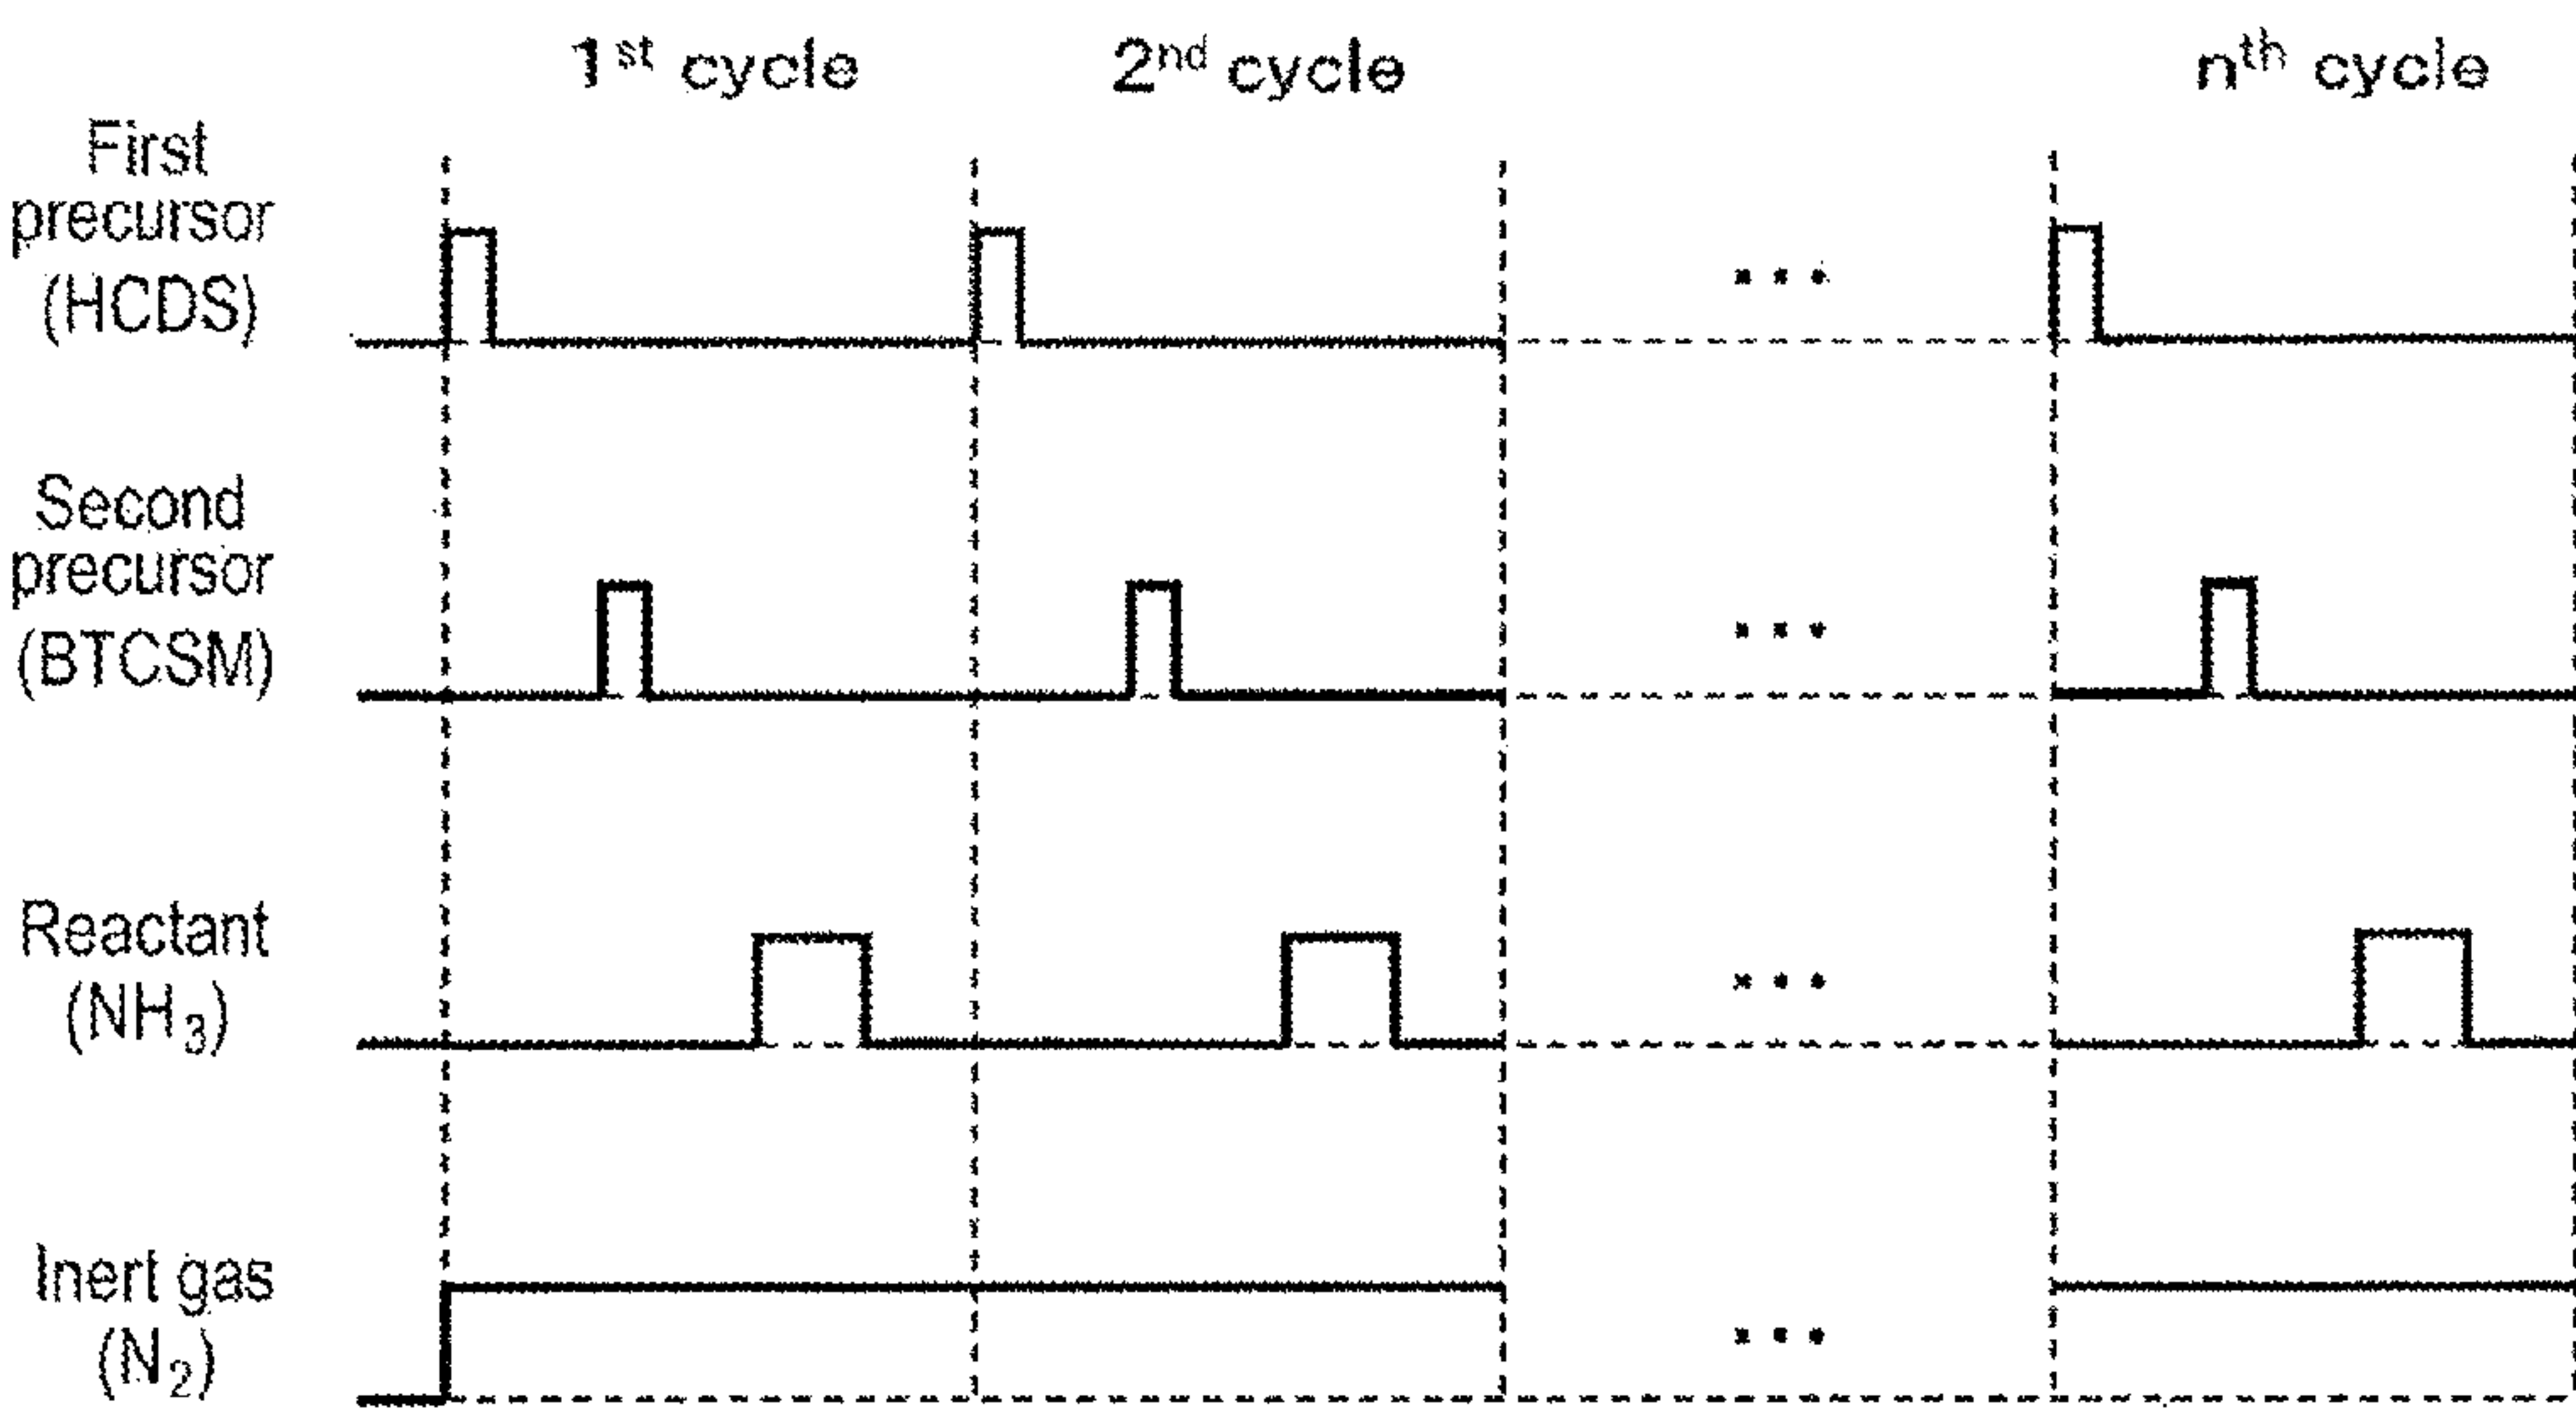 1st cycle 2nd cycle nth cycle
First
precursor
(HCDS)
Second
precursor
(BTCSM)
Reactant
(NH3)
Inert gas
(N2)